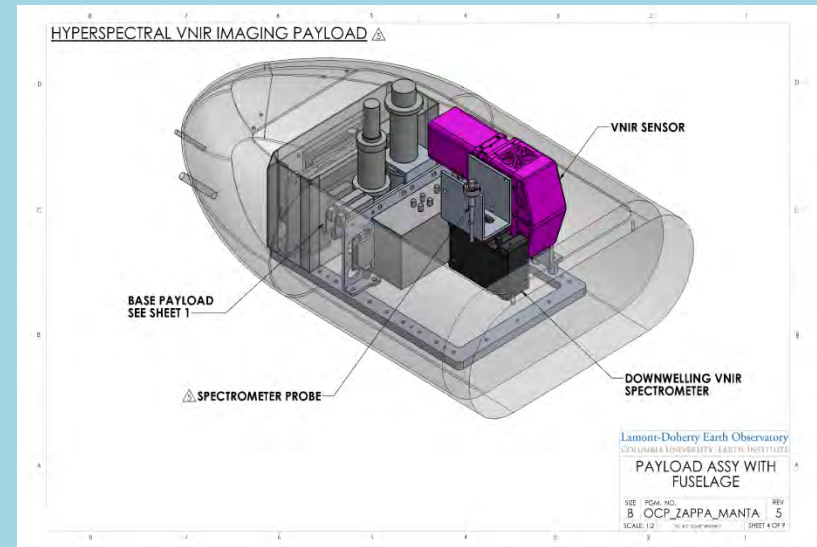 HYPERSPECTRAL VNIR IMAGING PAYLOAD
VNIR SENSOR
BASE PAYLOAD
SEE SHEET 1
SPECTROMETER PROBE
DOWNWELLING VNIR
SPECTROMETER
Lamont-Doherty Earth Observatory
COLUMBIA UNIVERSITY | EARTH INSTITUTE
PAYLOAD ASSY WITH
FUSELAGE
SIZE PGM. NO. REV
B OCP_ZAPPA_MANTA 5
SCALE: 1:2 SHEET 4 OF 9